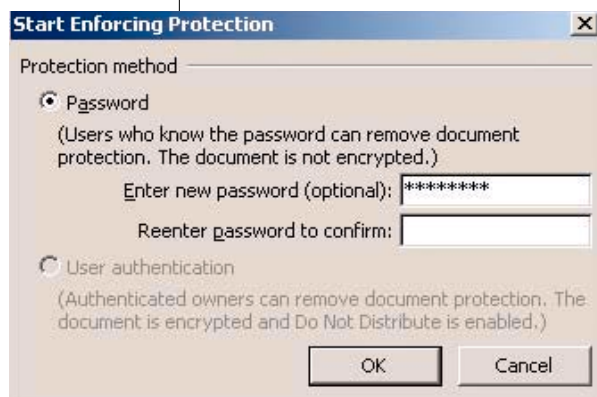 Start Enforcing Protection
Protection method
Password
(Users who know the password can remove document
protection. The document is not encrypted.)
Enter new password (optional): ********
Reenter password to confirm:
User authentication
(Authenticated owners can remove document protection. The
document is encrypted and Do Not Distribute is enabled.)
OK Cancel